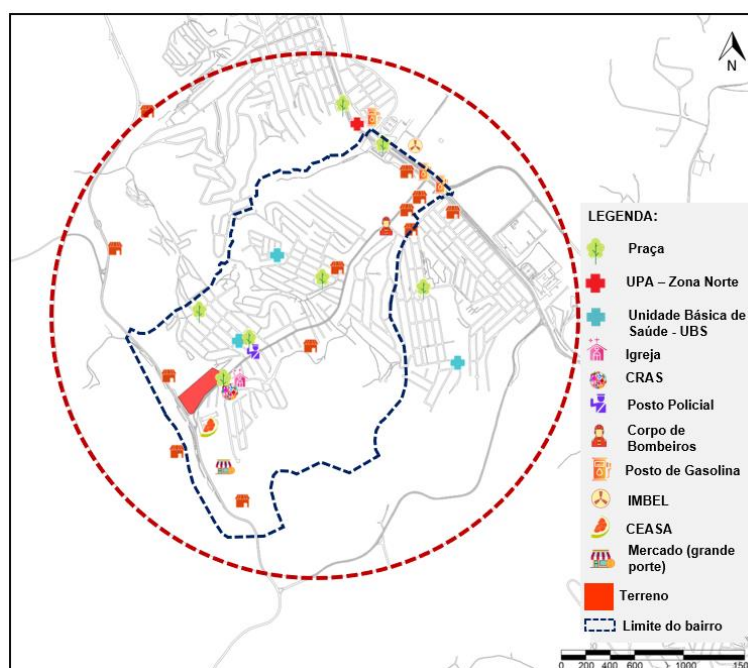 N
LEGENDA:
Praça
UPA – Zona Norte
Unidade Básica de
Saúde - UBS
Igreja
CRAS
Posto Policial
Corpo de
Bombeiros
Posto de Gasolina
IMBEL
CEASA
Mercado (grande
porte)
Terreno
Limite do bairro
0 200 400 600 1000